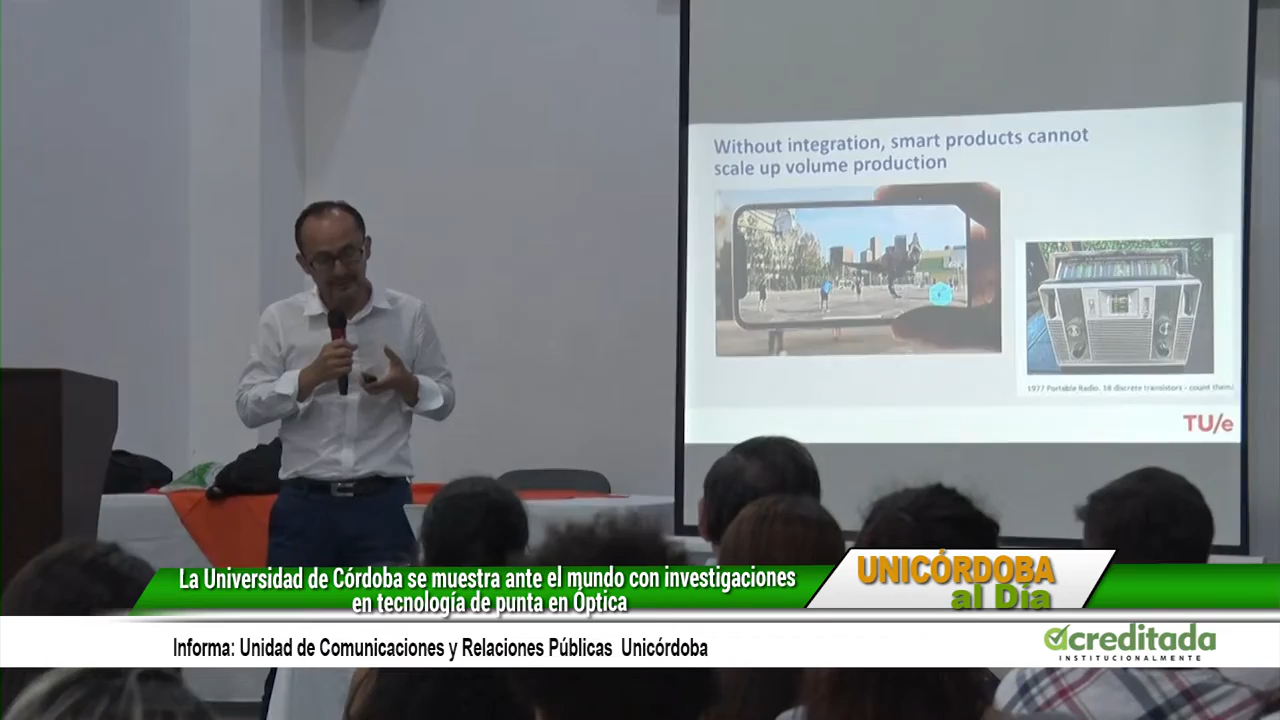 Without integration, smart products cannot
scale up volume production
1977 Portable Radio. 18 discrete transistors - count them!
TU/e
La Universidad de Córdoba se muestra ante el mundo con investigaciones
en tecnología de punta en Óptica
UNICÓRDOBA
al Día
Informa: Unidad de Comunicaciones y Relaciones Públicas Unicórdoba
acreditada
INSTITUCIONALMENTE